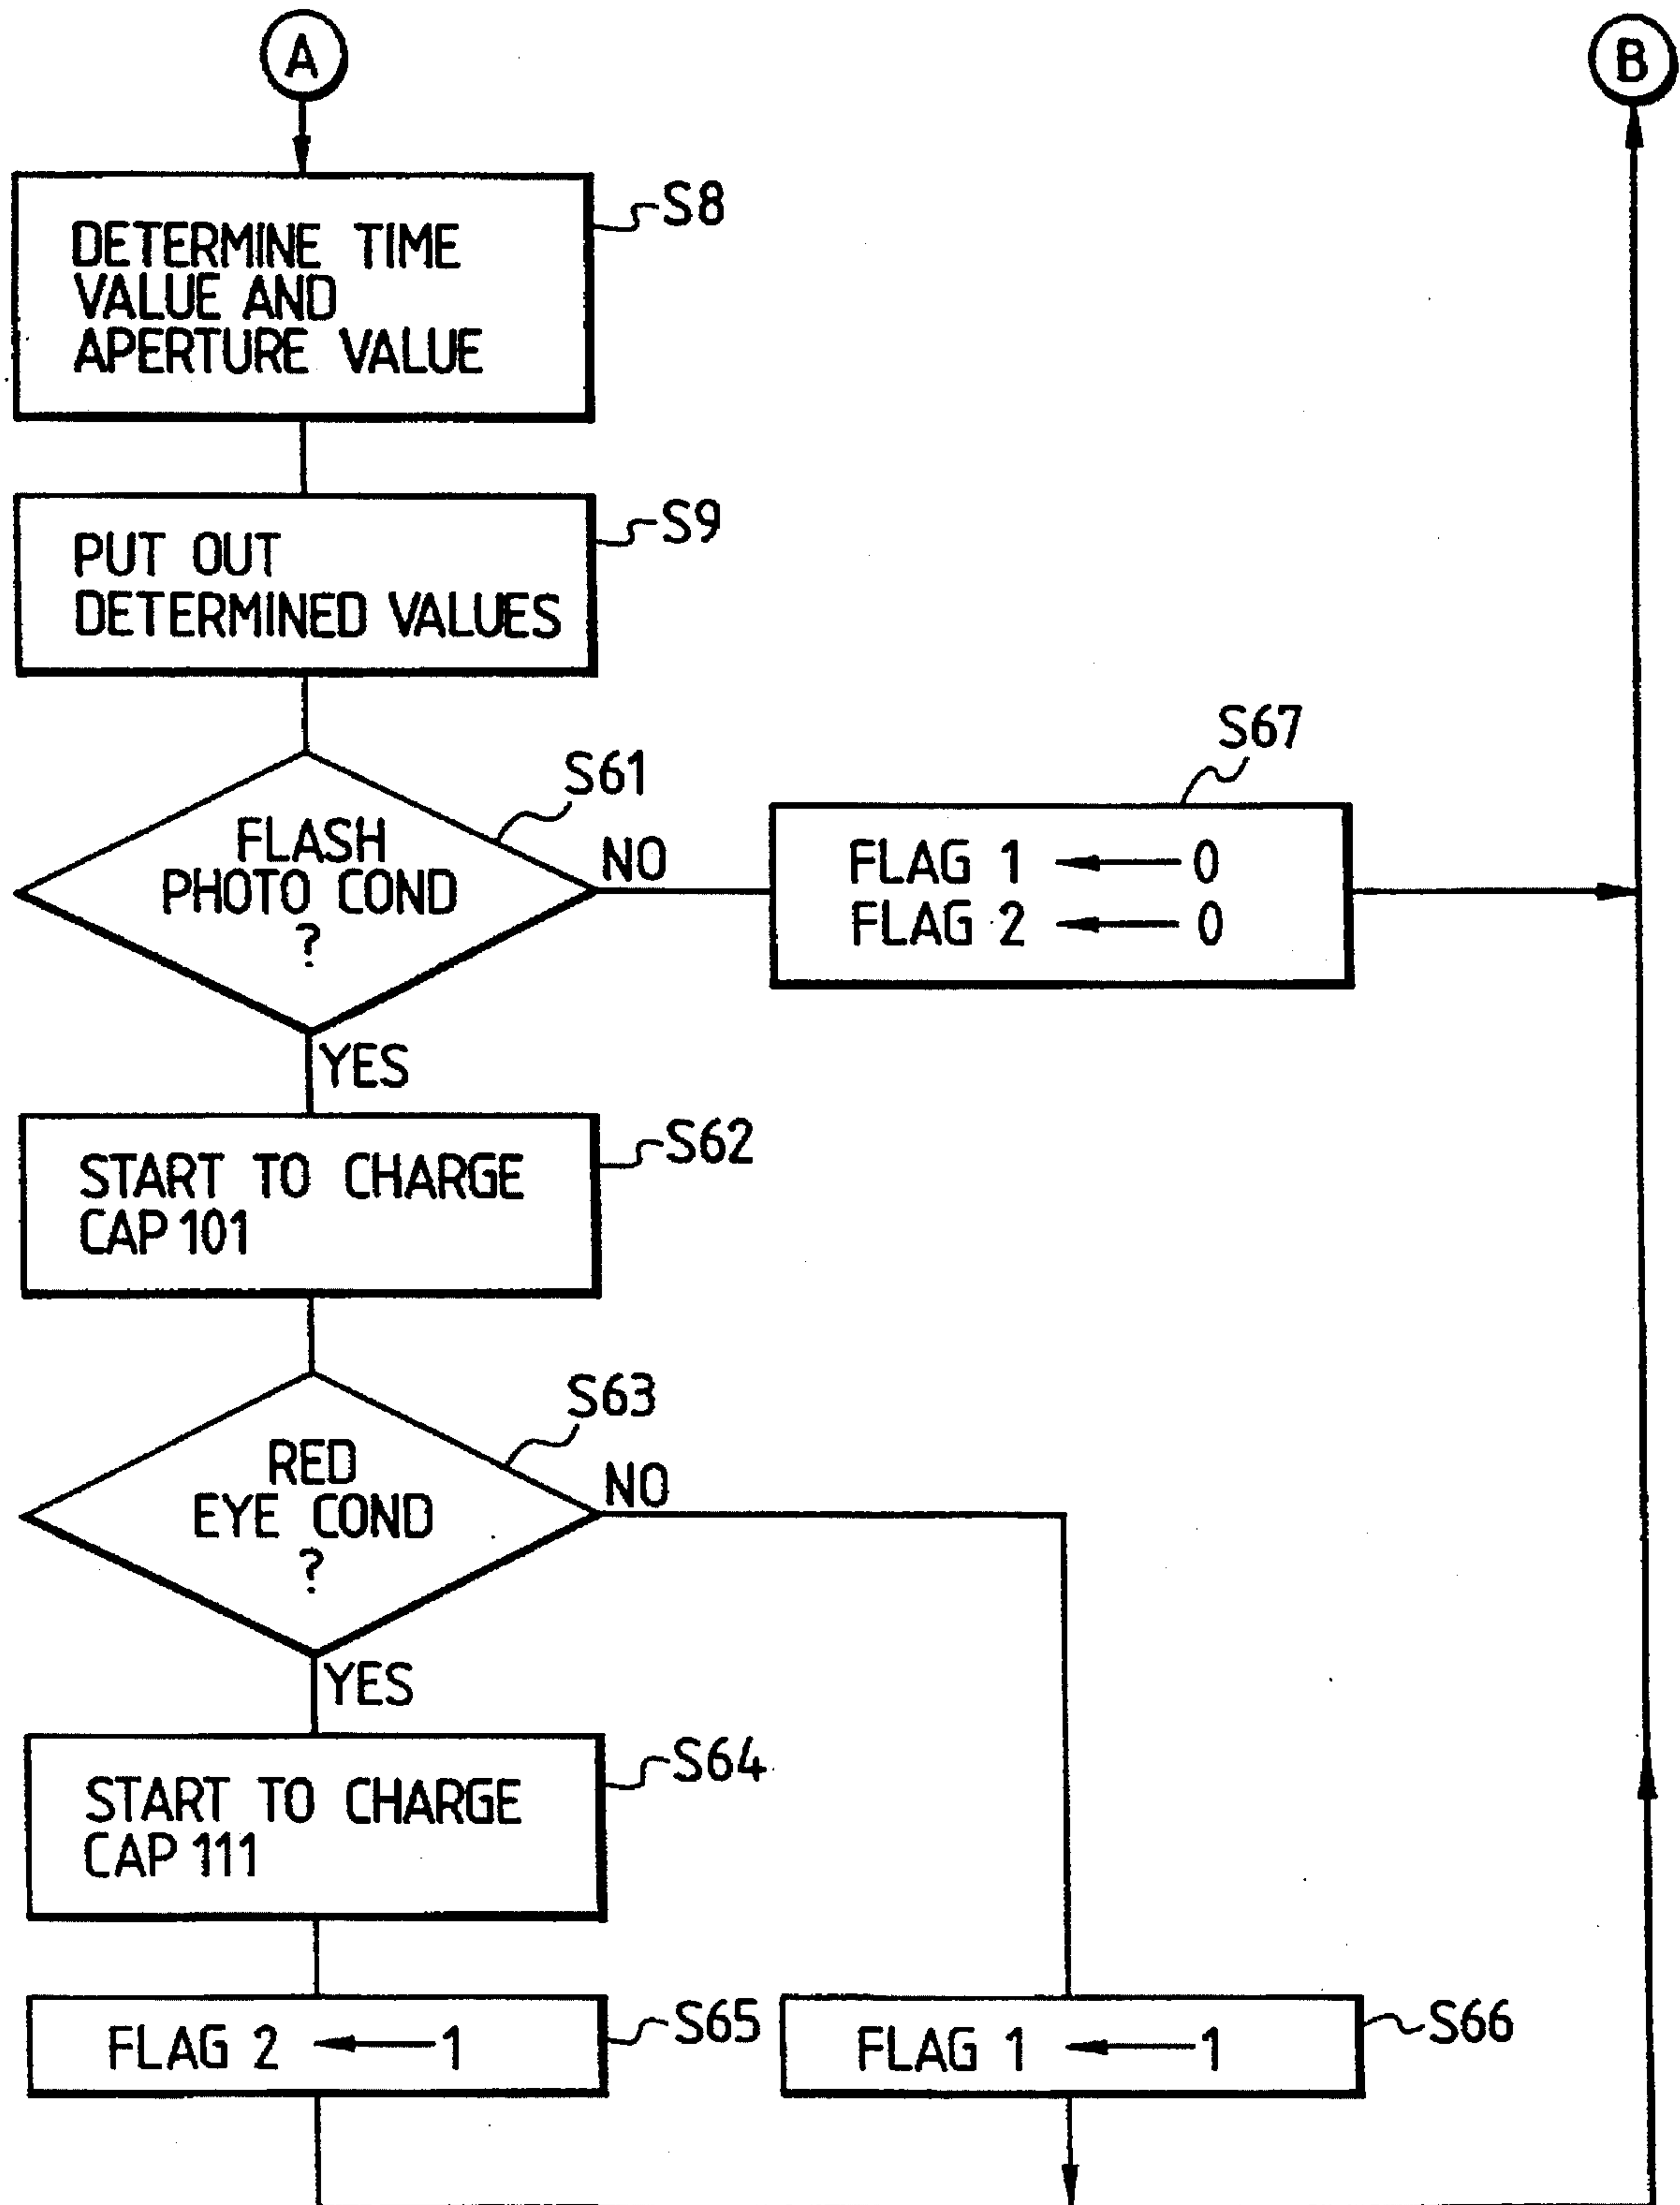 A
B
S8
DETERMINE TIME
VALUE AND
APERTURE VALUE
S9
PUT OUT
DETERMINED VALUES
S61
FLASH
PHOTO COND
?
NO
YES
S67
FLAG 1 ← 0
FLAG 2 ← 0
S62
START TO CHARGE
CAP 101
S63
RED
EYE COND
?
NO
YES
S64
START TO CHARGE
CAP 111
S65
FLAG 2 ← 1
S66
FLAG 1 ← 1